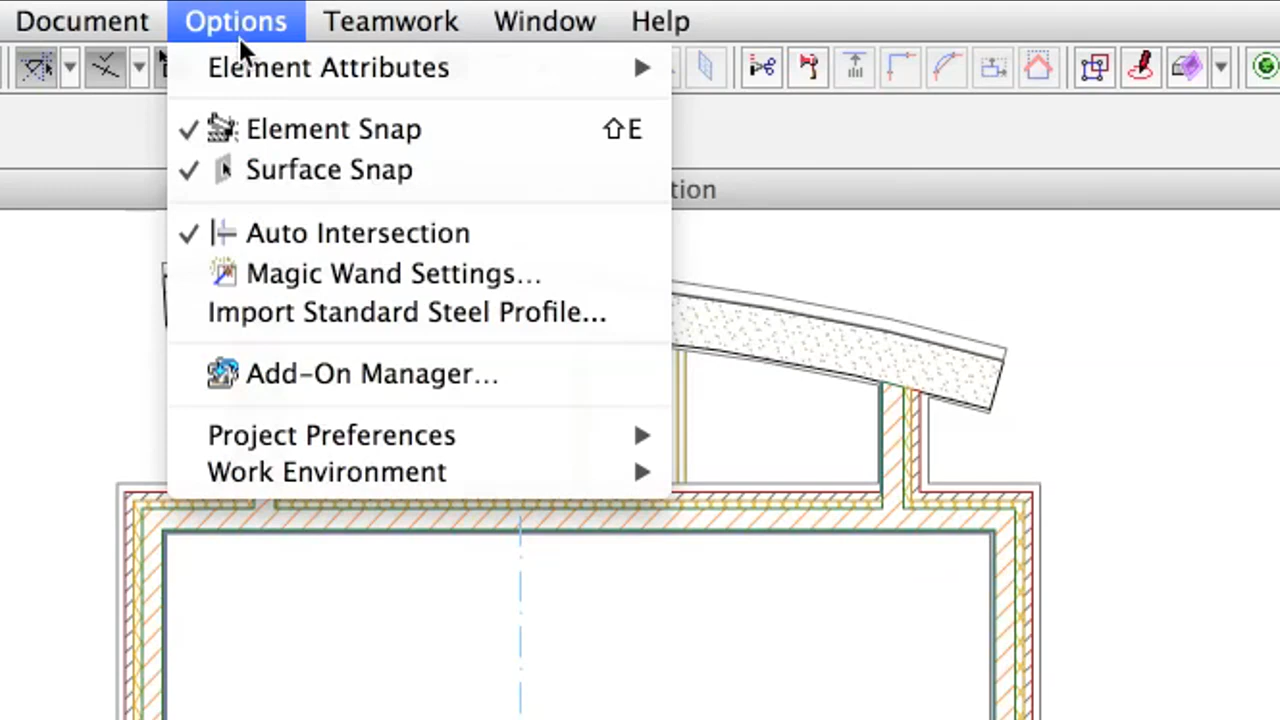 Document Options Teamwork Window Help
Element Attributes
Element Snap ⇧E
Surface Snap
tion
Auto Intersection
Magic Wand Settings...
Import Standard Steel Profile...
Add-On Manager...
Project Preferences
Work Environment